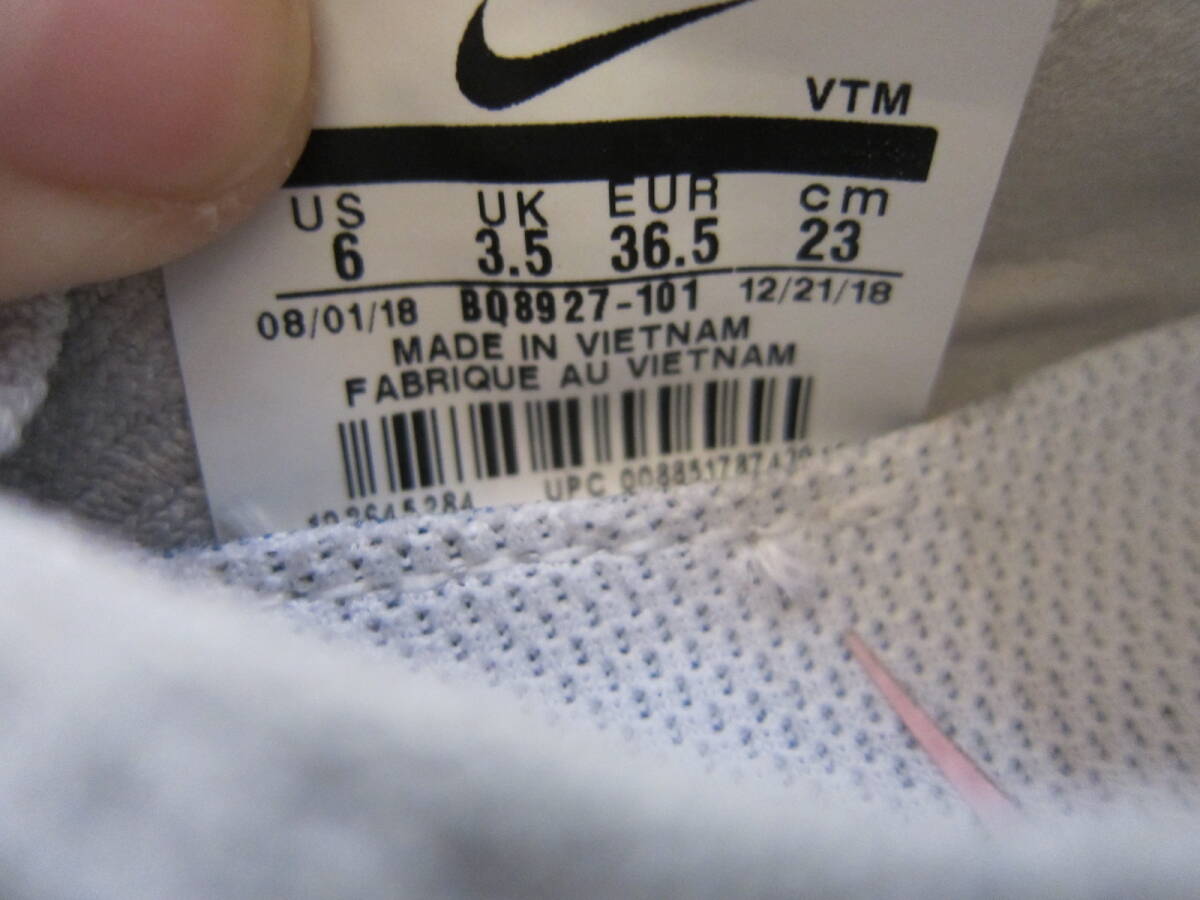 VTM
US UK EUR cm
6 3.5 36.5 23
08/01/18 BQ8927-101 12/21/18
MADE IN VIETNAM
FABRIQUE AU VIETNAM
UPC